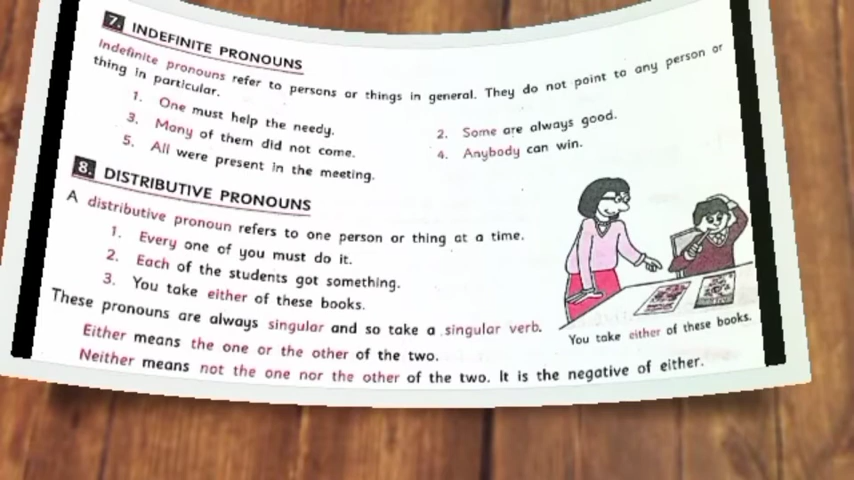 7. INDEFINITE PRONOUNS
Indefinite pronouns refer to persons or things in general. They do not point to any person or
thing in particular.
1. One must help the needy.
2. Some are always good.
3. Many of them did not come.
4. Anybody can win.
5. All were present in the meeting.
8. DISTRIBUTIVE PRONOUNS
A distributive pronoun refers to one person or thing at a time.
1. Every one of you must do it.
2. Each of the students got something.
3. You take either of these books.
These pronouns are always singular and so take a singular verb.
Either means the one or the other of the two.
Neither means not the one nor the other of the two. It is the negative of either.
You take either of these books.